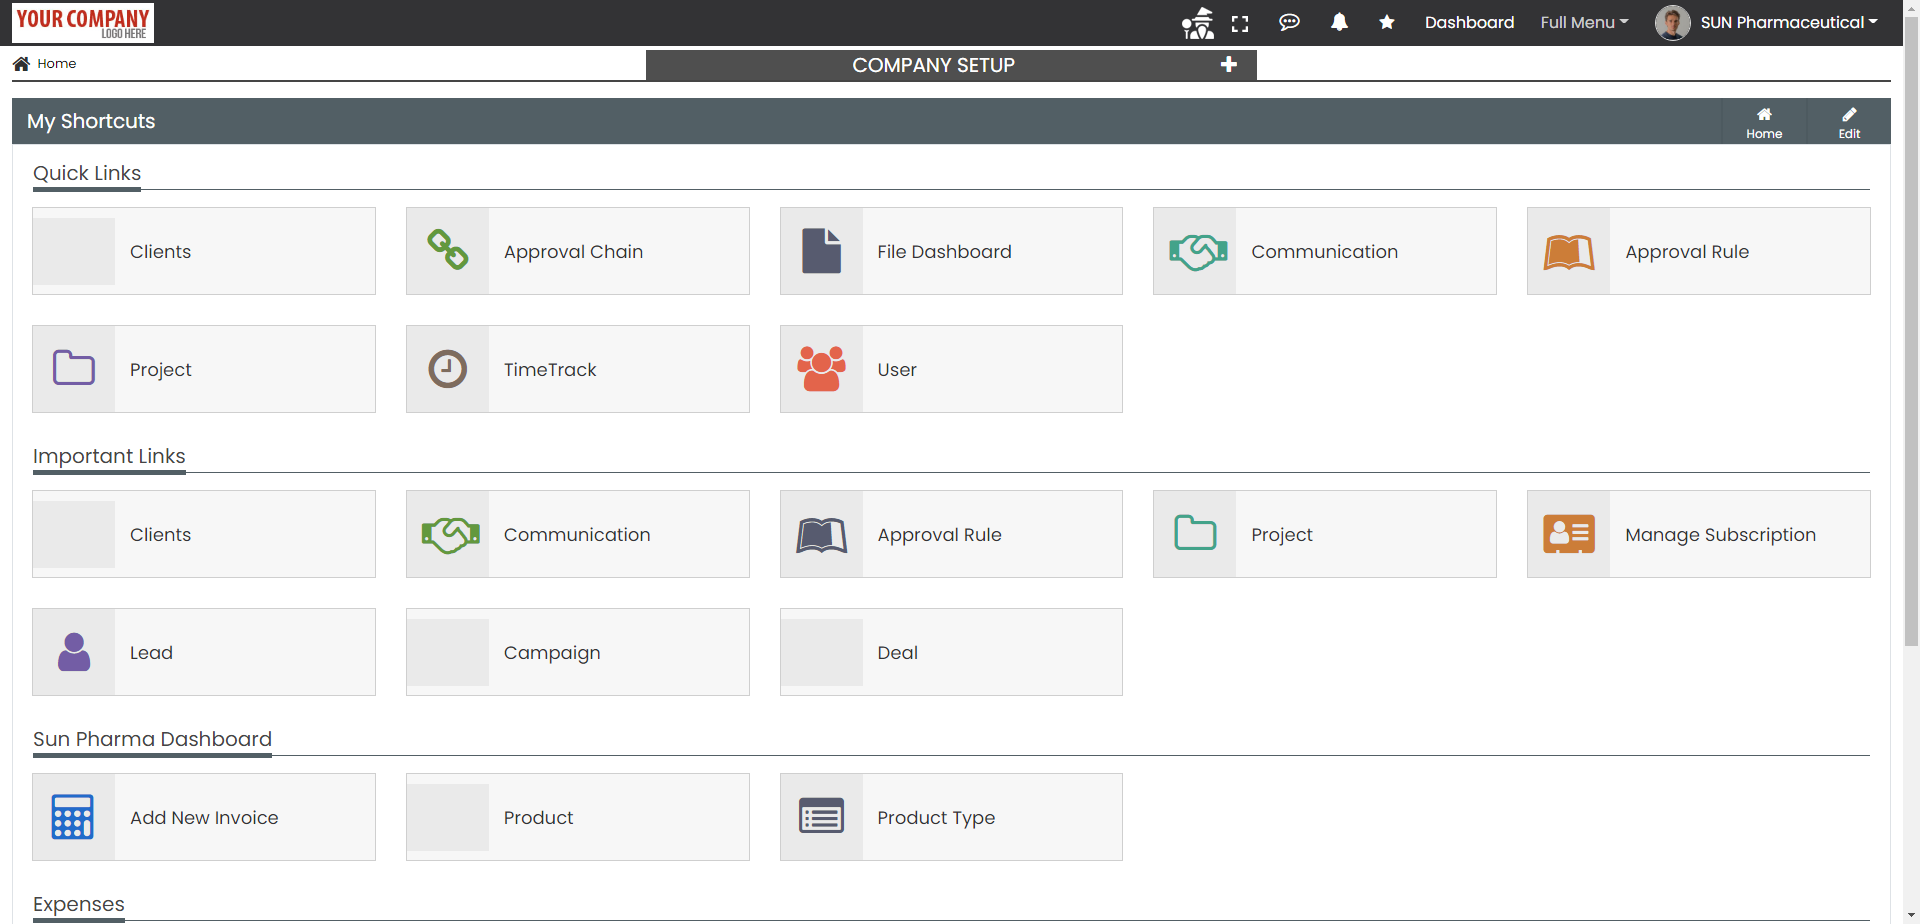 YOUR COMPANY
LOGO HERE
Dashboard
Full Menu
SUN Pharmaceutical
Home
COMPANY SETUP
My Shortcuts
Home
Edit
Quick Links
Clients
Approval Chain
File Dashboard
Communication
Approval Rule
Project
TimeTrack
User
Important Links
Clients
Communication
Approval Rule
Project
Manage Subscription
Lead
Campaign
Deal
Sun Pharma Dashboard
Add New Invoice
Product
Product Type
Expenses